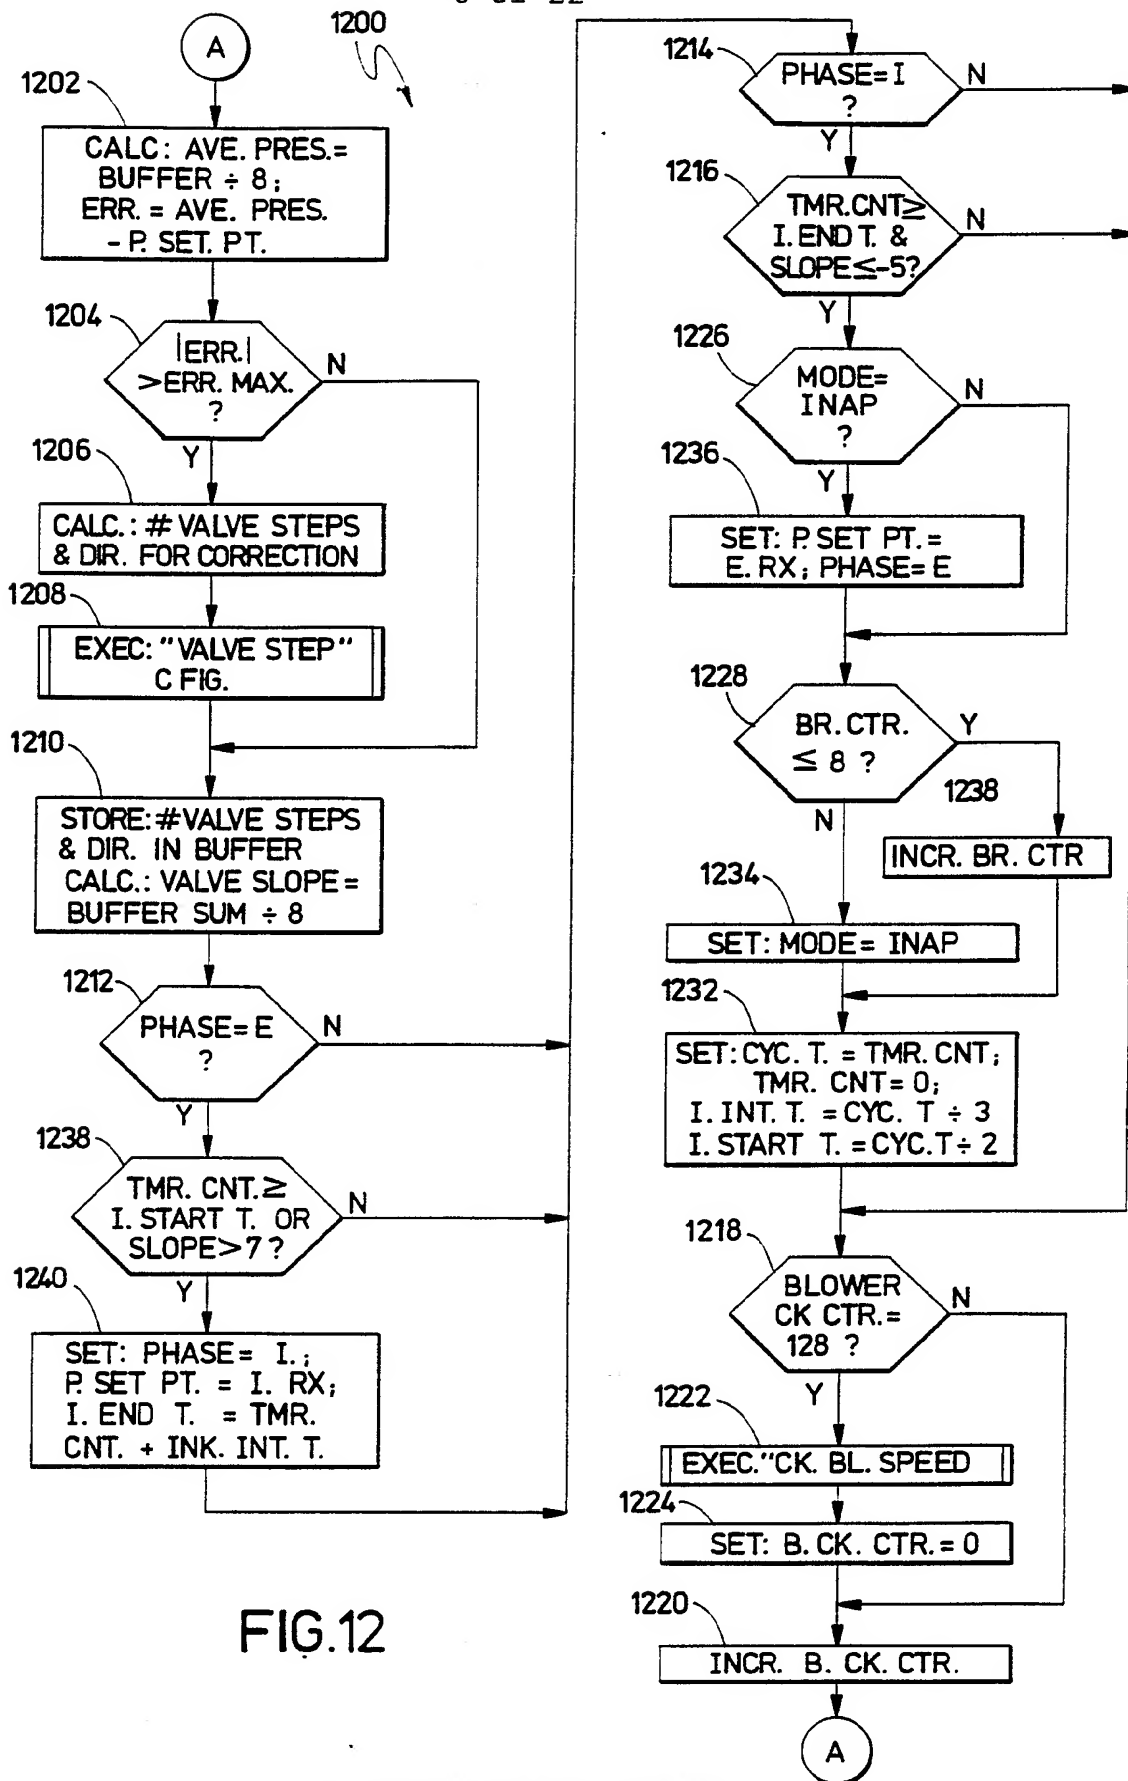 A
1200
1202
CALC: AVE. PRES.=
BUFFER ÷ 8;
ERR. = AVE. PRES.
- P. SET. PT.
1204
|ERR.|
>ERR. MAX.
?
N
Y
1206
CALC.: # VALVE STEPS
& DIR. FOR CORRECTION
1208
EXEC: "VALVE STEP"
C FIG.
1210
STORE: #VALVE STEPS
& DIR. IN BUFFER
CALC.: VALVE SLOPE =
BUFFER SUM ÷ 8
1212
PHASE= E
?
N
Y
1238
TMR. CNT.≥
I. START T. OR
SLOPE>7 ?
N
Y
1240
SET: PHASE= I.;
P. SET PT. = I. RX;
I. END T. = TMR.
CNT. + INK. INT. T.
1214
PHASE= I
?
N
Y
1216
TMR.CNT≥
I. END T. &
SLOPE≤-5?
N
Y
1226
MODE=
INAP
?
N
Y
1236
SET: P. SET PT.=
E. RX; PHASE= E
1228
BR. CTR.
≤ 8 ?
Y
N
1238
INCR. BR. CTR
1234
SET: MODE= INAP
1232
SET: CYC. T. = TMR. CNT;
TMR. CNT= 0;
I. INT. T. = CYC. T ÷ 3
I. START T. = CYC.T÷ 2
1218
BLOWER
CK CTR.=
128 ?
N
Y
1222
EXEC."CK. BL. SPEED
1224
SET: B. CK. CTR.= 0
1220
INCR. B. CK. CTR.
A
FIG.12